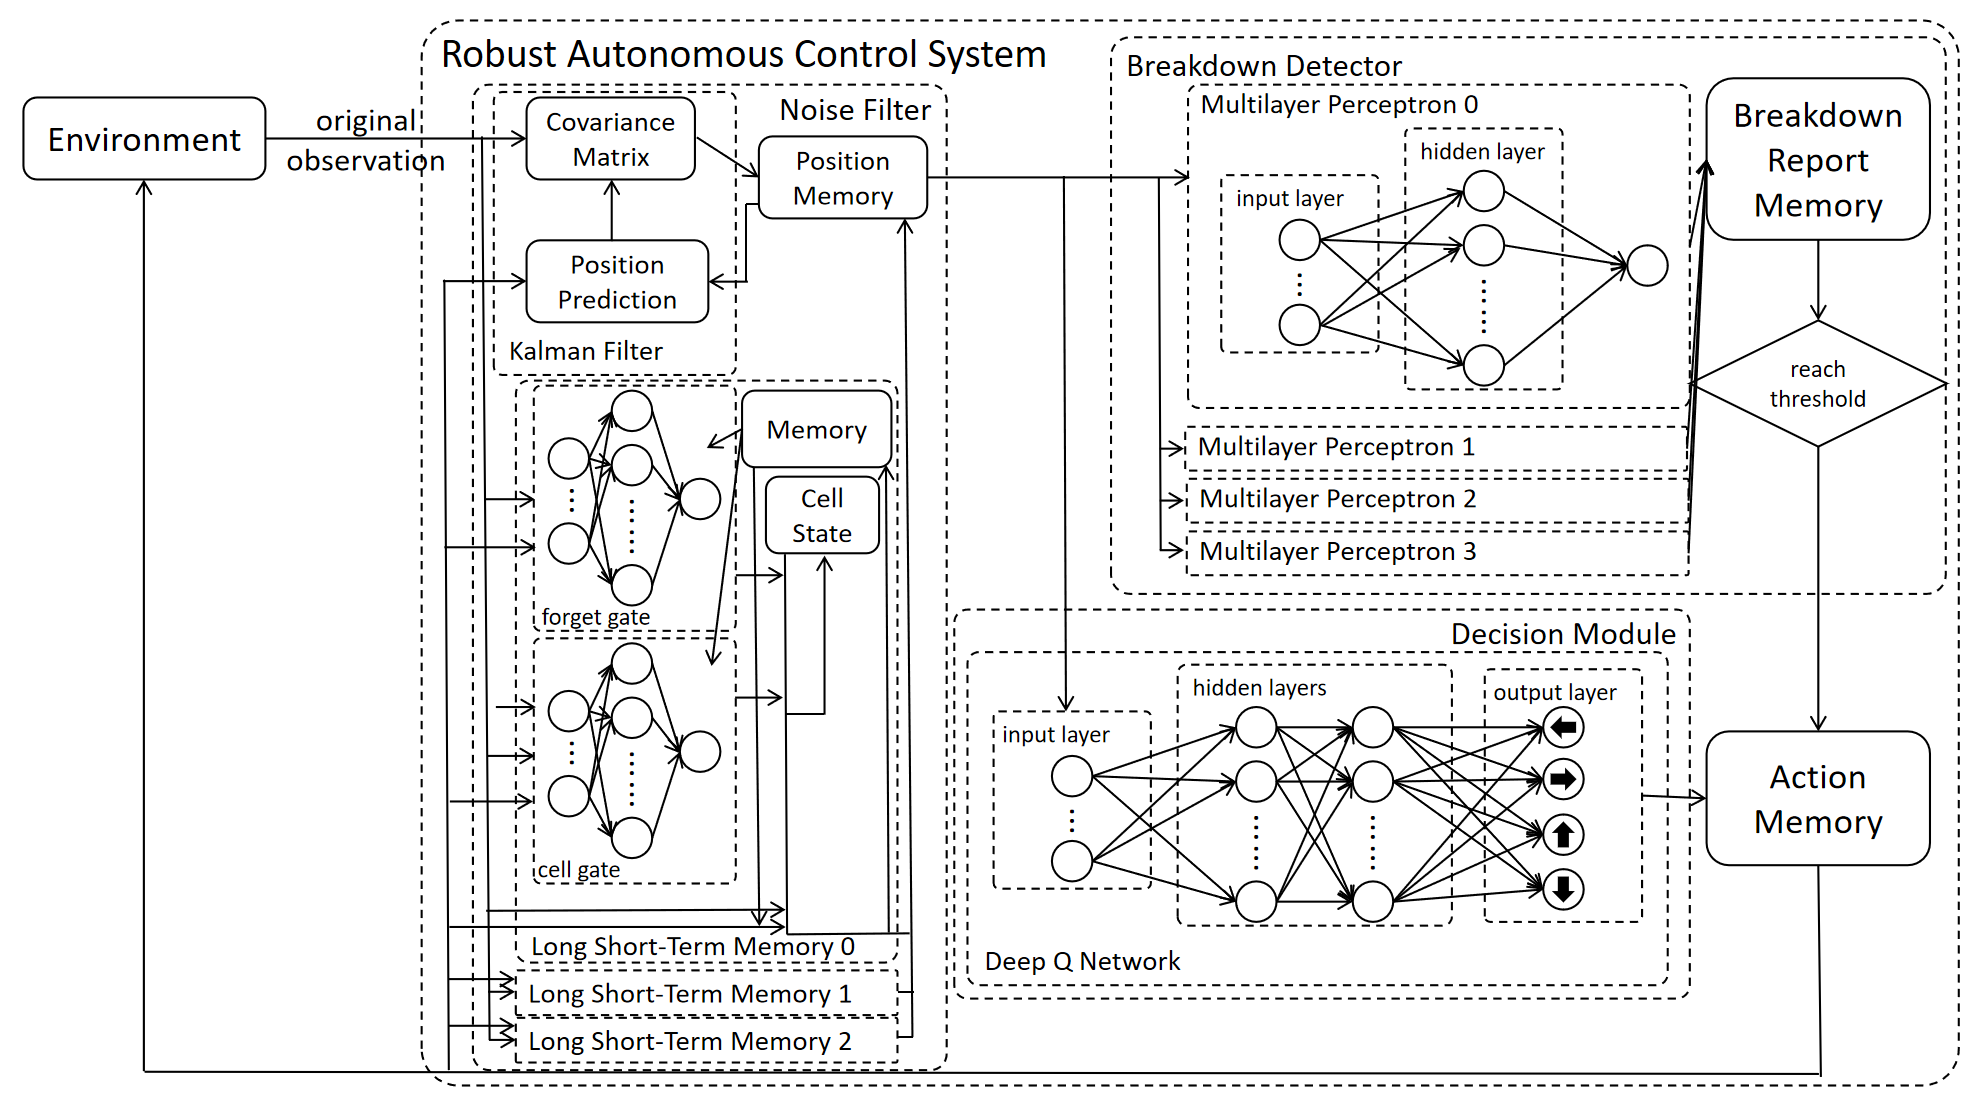 Robust Autonomous Control System
Environment
original
observation
Noise Filter
Covariance
Matrix
Position
Memory
Position
Prediction
Kalman Filter
Memory
Cell
State
forget gate
cell gate
Long Short-Term Memory 0
Long Short-Term Memory 1
Long Short-Term Memory 2
Breakdown Detector
Multilayer Perceptron 0
input layer
hidden layer
Multilayer Perceptron 1
Multilayer Perceptron 2
Multilayer Perceptron 3
Breakdown
Report
Memory
reach
threshold
Decision Module
input layer
hidden layers
output layer
Deep Q Network
Action
Memory